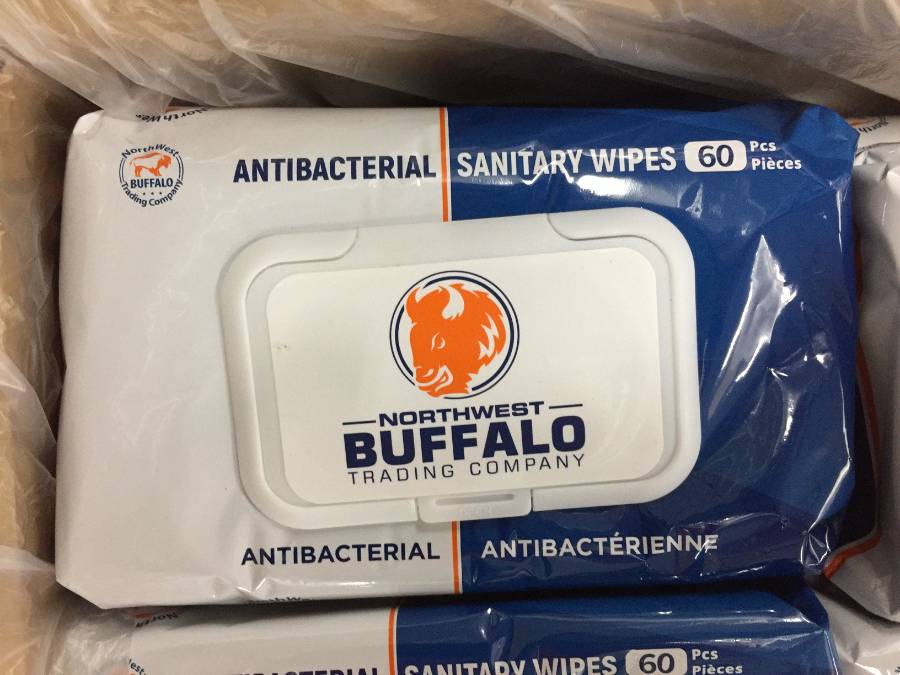 NorthWest
BUFFALO
Trading Company
ANTIBACTERIAL SANITARY WIPES 60 Pcs
Pièces
NORTHWEST
BUFFALO
TRADING COMPANY
ANTIBACTERIAL ANTIBACTÉRIENNE
SANITARY WIPES 60 Pcs
Pièces